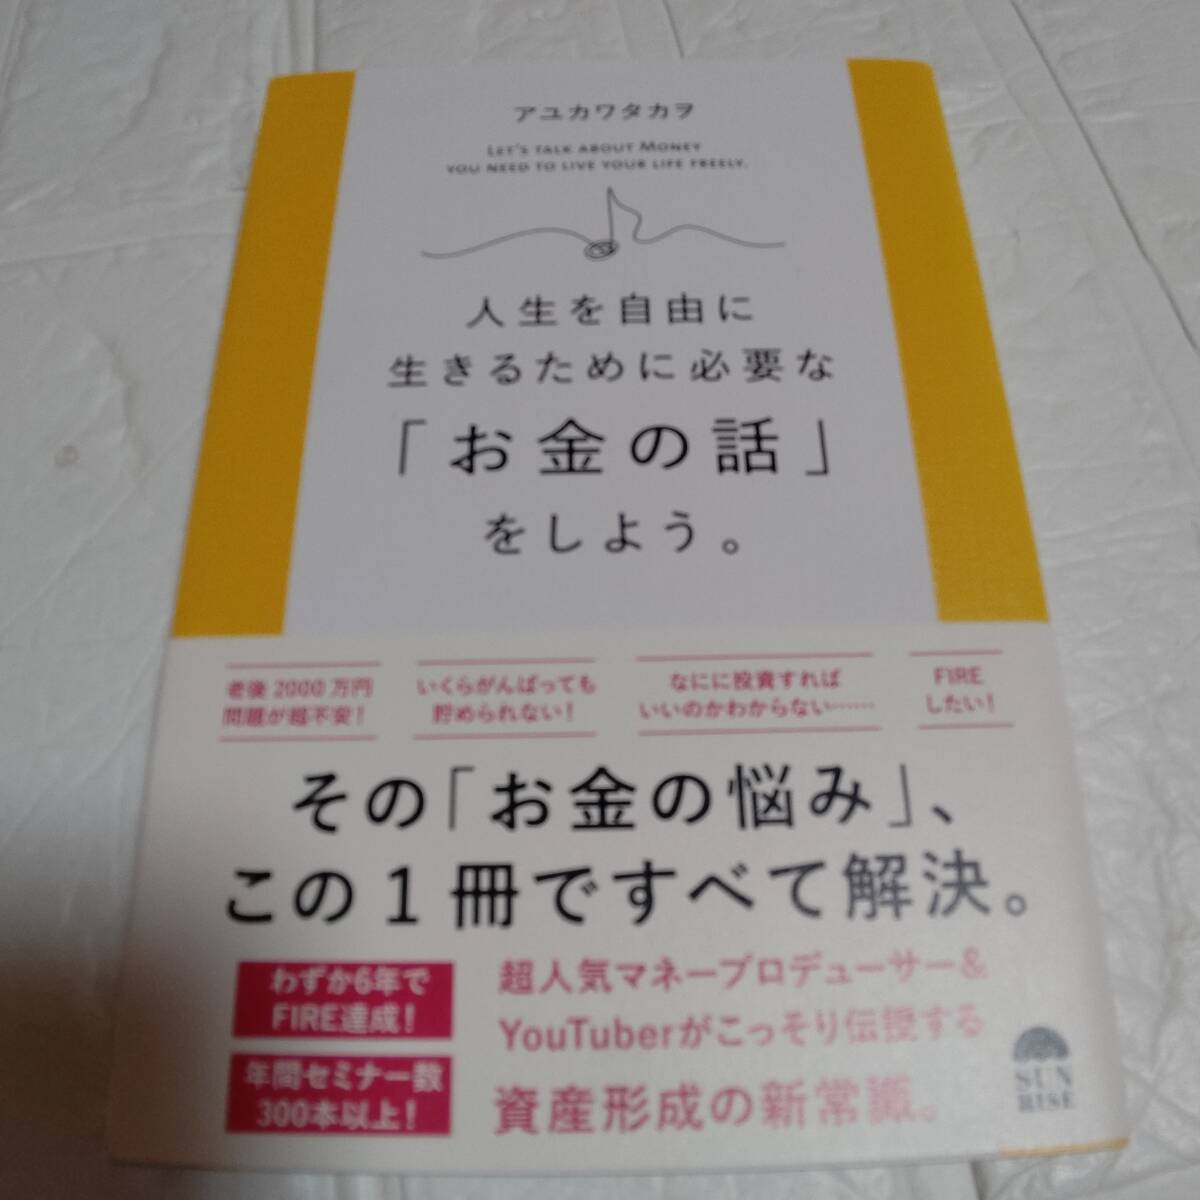 アユカワタカヲ
LET'S TALK ABOUT MONEY
YOU NEED TO LIVE YOUR LIFE FREELY.
人生を自由に
生きるために必要な
「お金の話」
をしよう。
老後2000万円
問題が超不安！
いくらがんばっても
貯められない！
なにに投資すれば
いいのかわからない……
FIRE
したい！
その「お金の悩み」、
この1冊ですべて解決。
わずか6年で
FIRE達成！
年間セミナー数
300本以上！
超人気マネープロデューサー&
YouTuberがこっそり伝授する
資産形成の新常識。
SUN
RISE